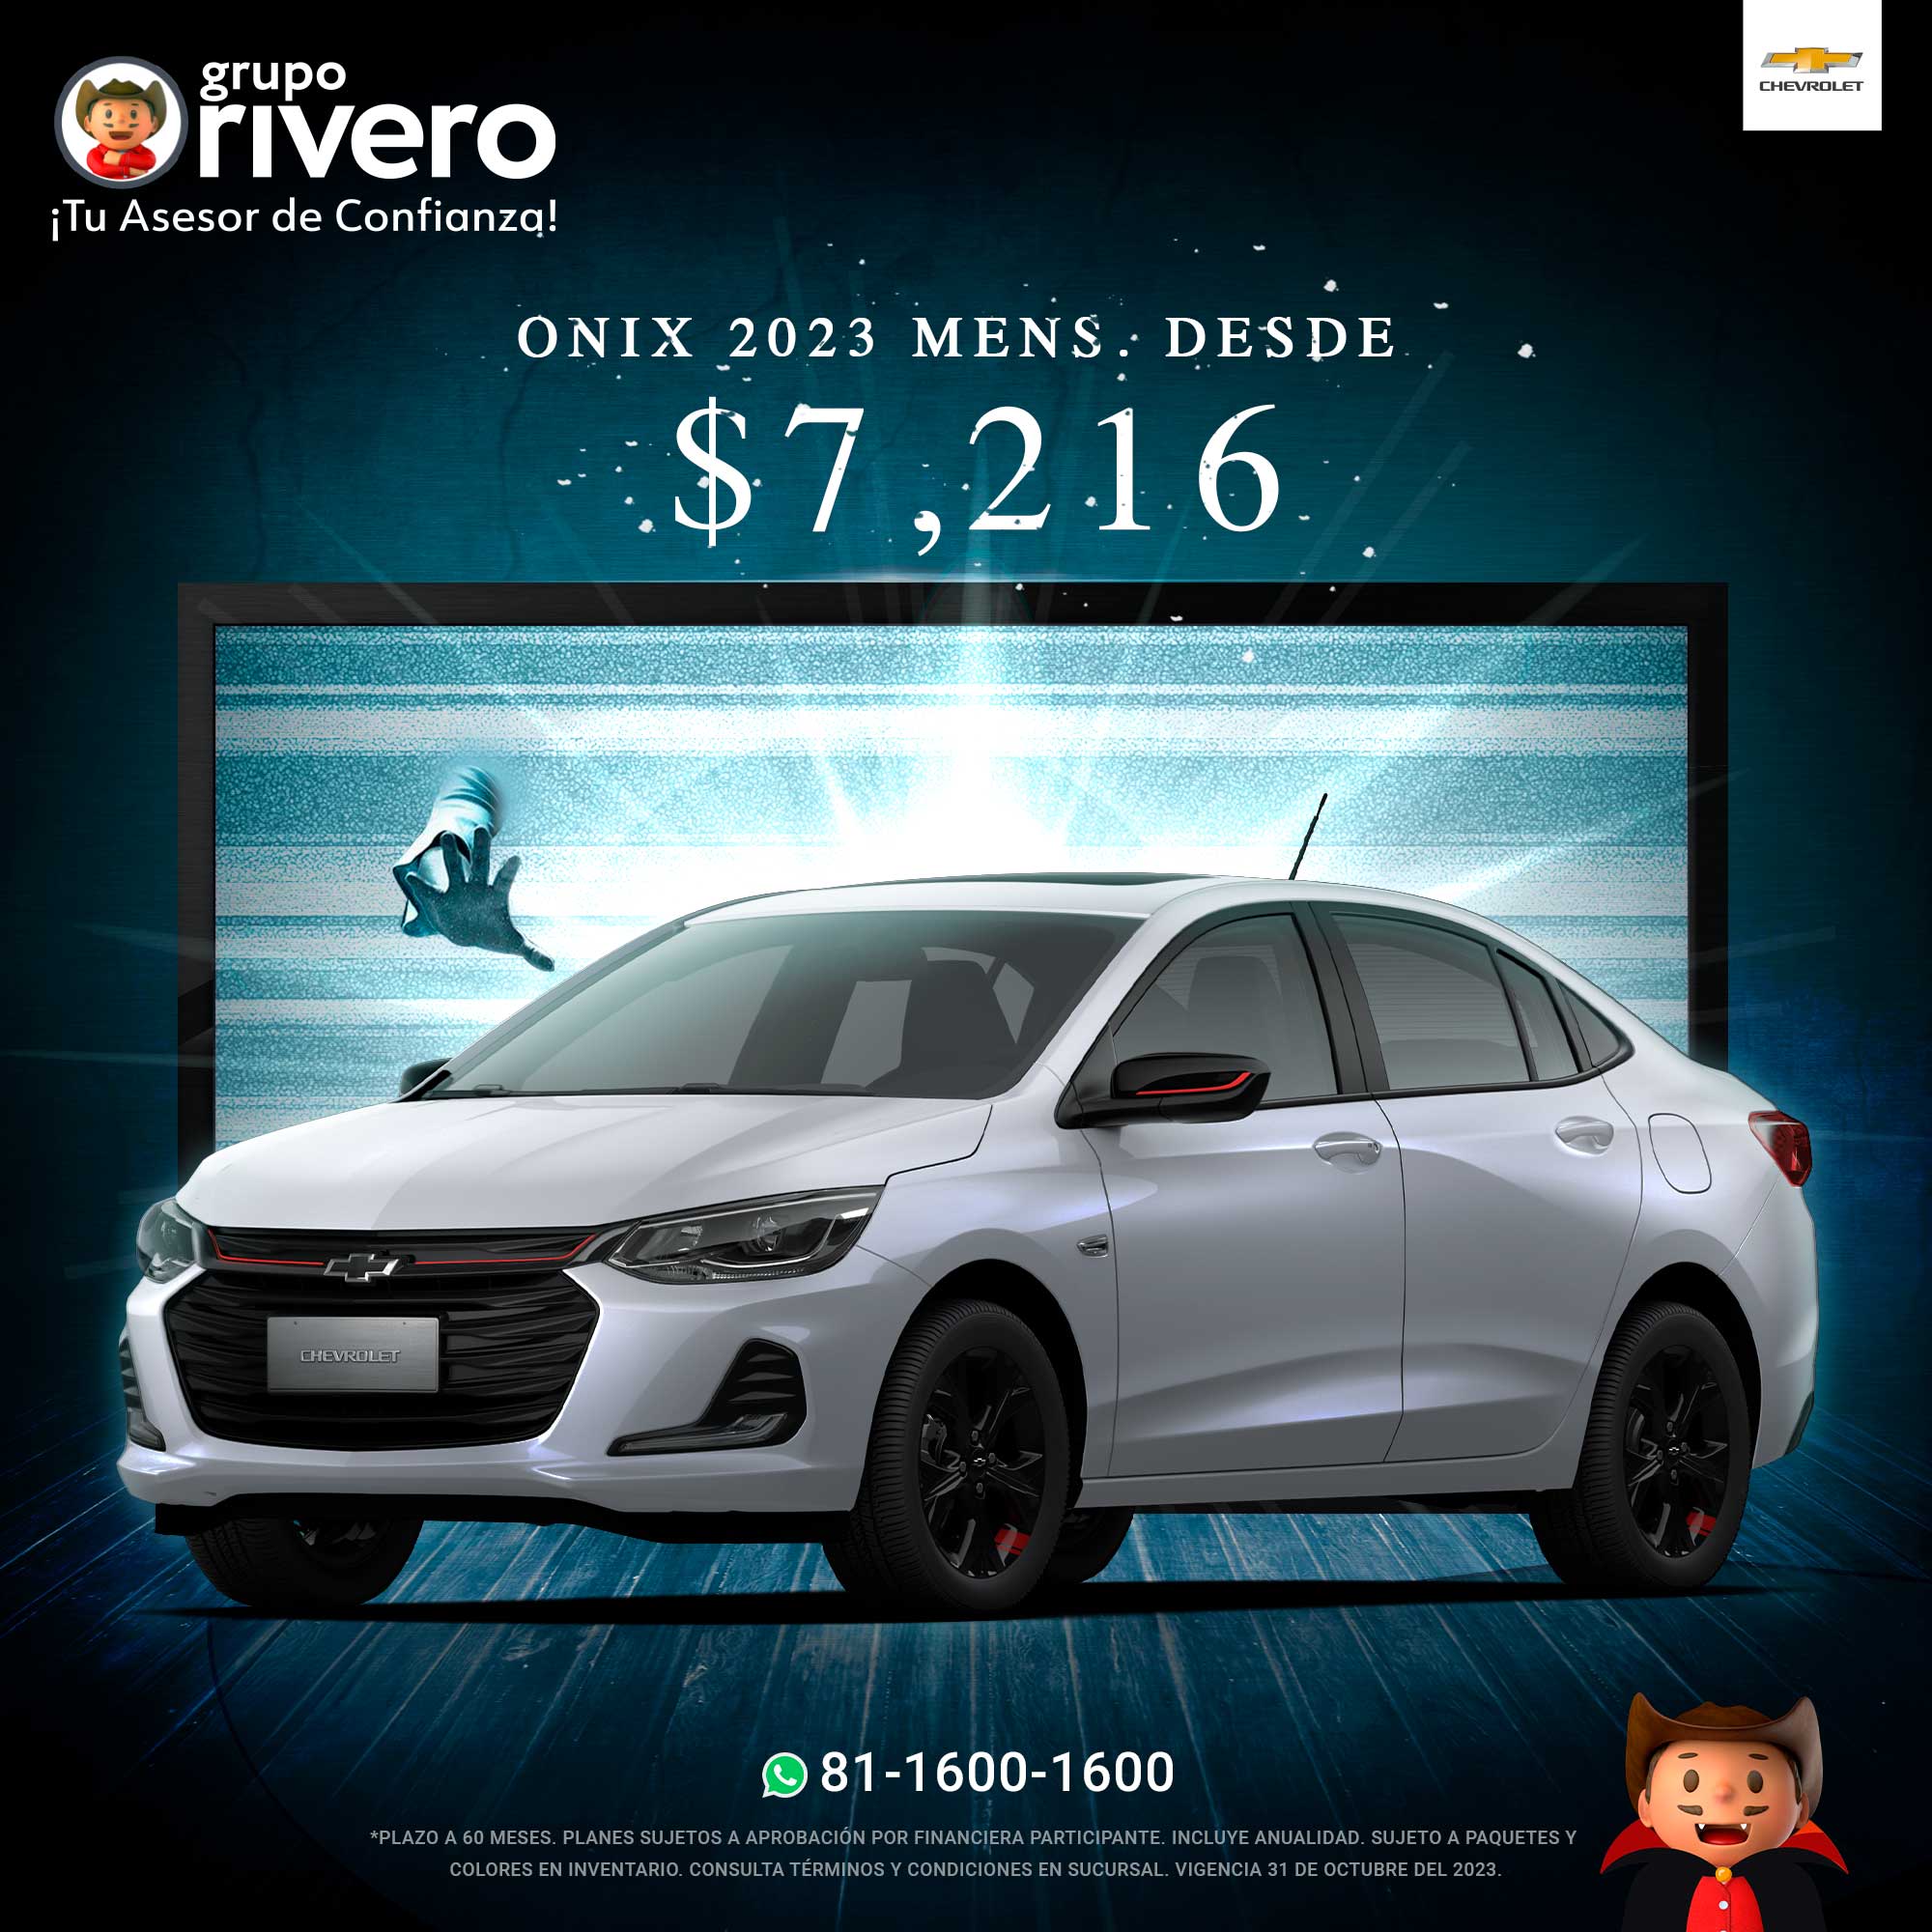 grupo
rivero
¡Tu Asesor de Confianza!
CHEVROLET
ONIX 2023 MENS. DESDE
$7,216
CHEVROLET
81-1600-1600
*PLAZO A 60 MESES. PLANES SUJETOS A APROBACIÓN POR FINANCIERA PARTICIPANTE. INCLUYE ANUALIDAD. SUJETO A PAQUETES Y
COLORES EN INVENTARIO. CONSULTA TÉRMINOS Y CONDICIONES EN SUCURSAL. VIGENCIA 31 DE OCTUBRE DEL 2023.